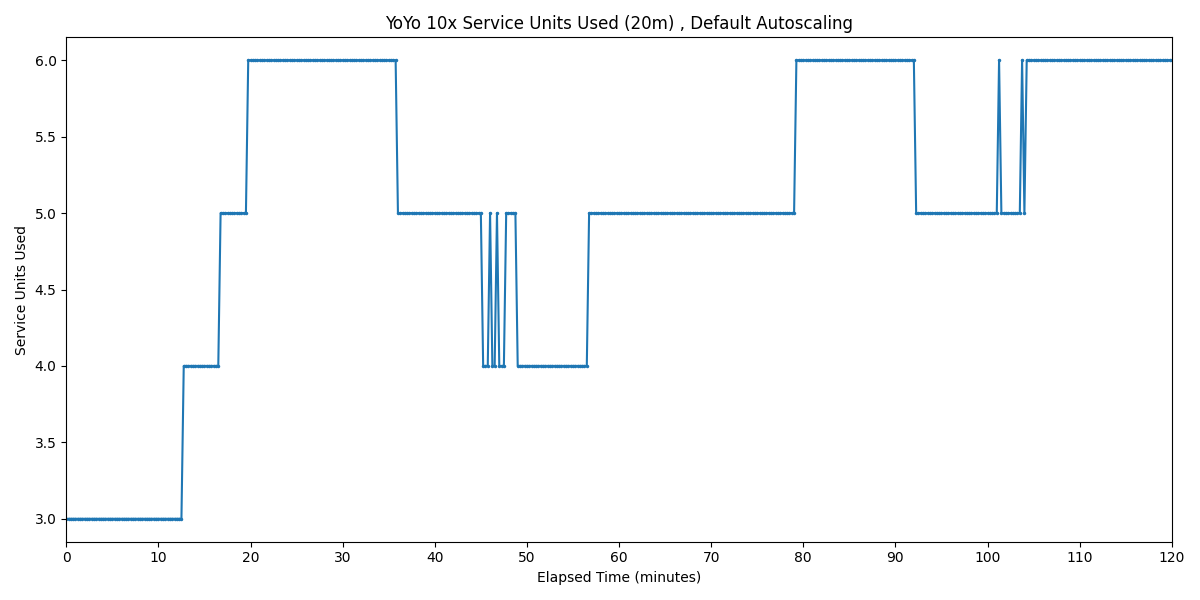 YoYo 10x Service Units Used (20m) , Default Autoscaling
Service Units Used
6.0
5.5
5.0
4.5
4.0
3.5
3.0
0 10 20 30 40 50 60 70 80 90 100 110 120
Elapsed Time (minutes)